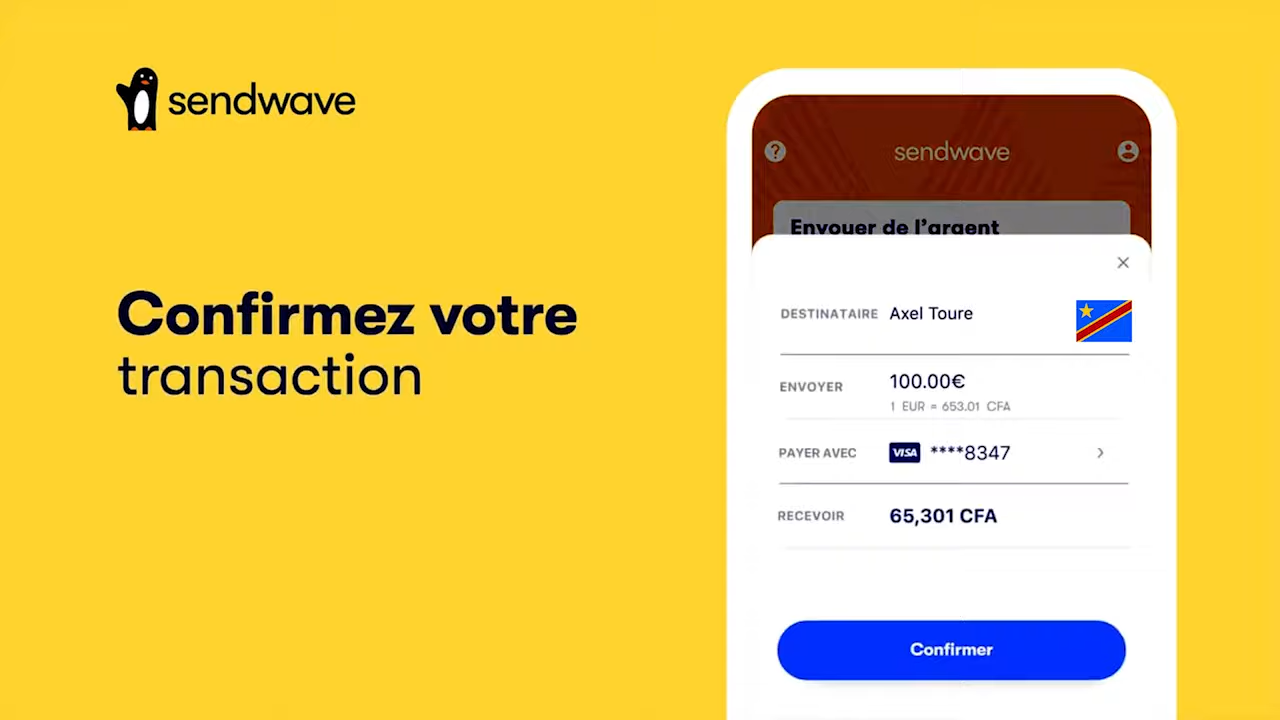 sendwave
Confirmez votre
transaction
?
sendwave
Envoyer de l'argent
DESTINATAIRE Axel Toure
ENVOYER 100.00€
1 EUR = 653.01 CFA
PAYER AVEC VISA ****8347
RECEVOIR 65,301 CFA
Confirmer